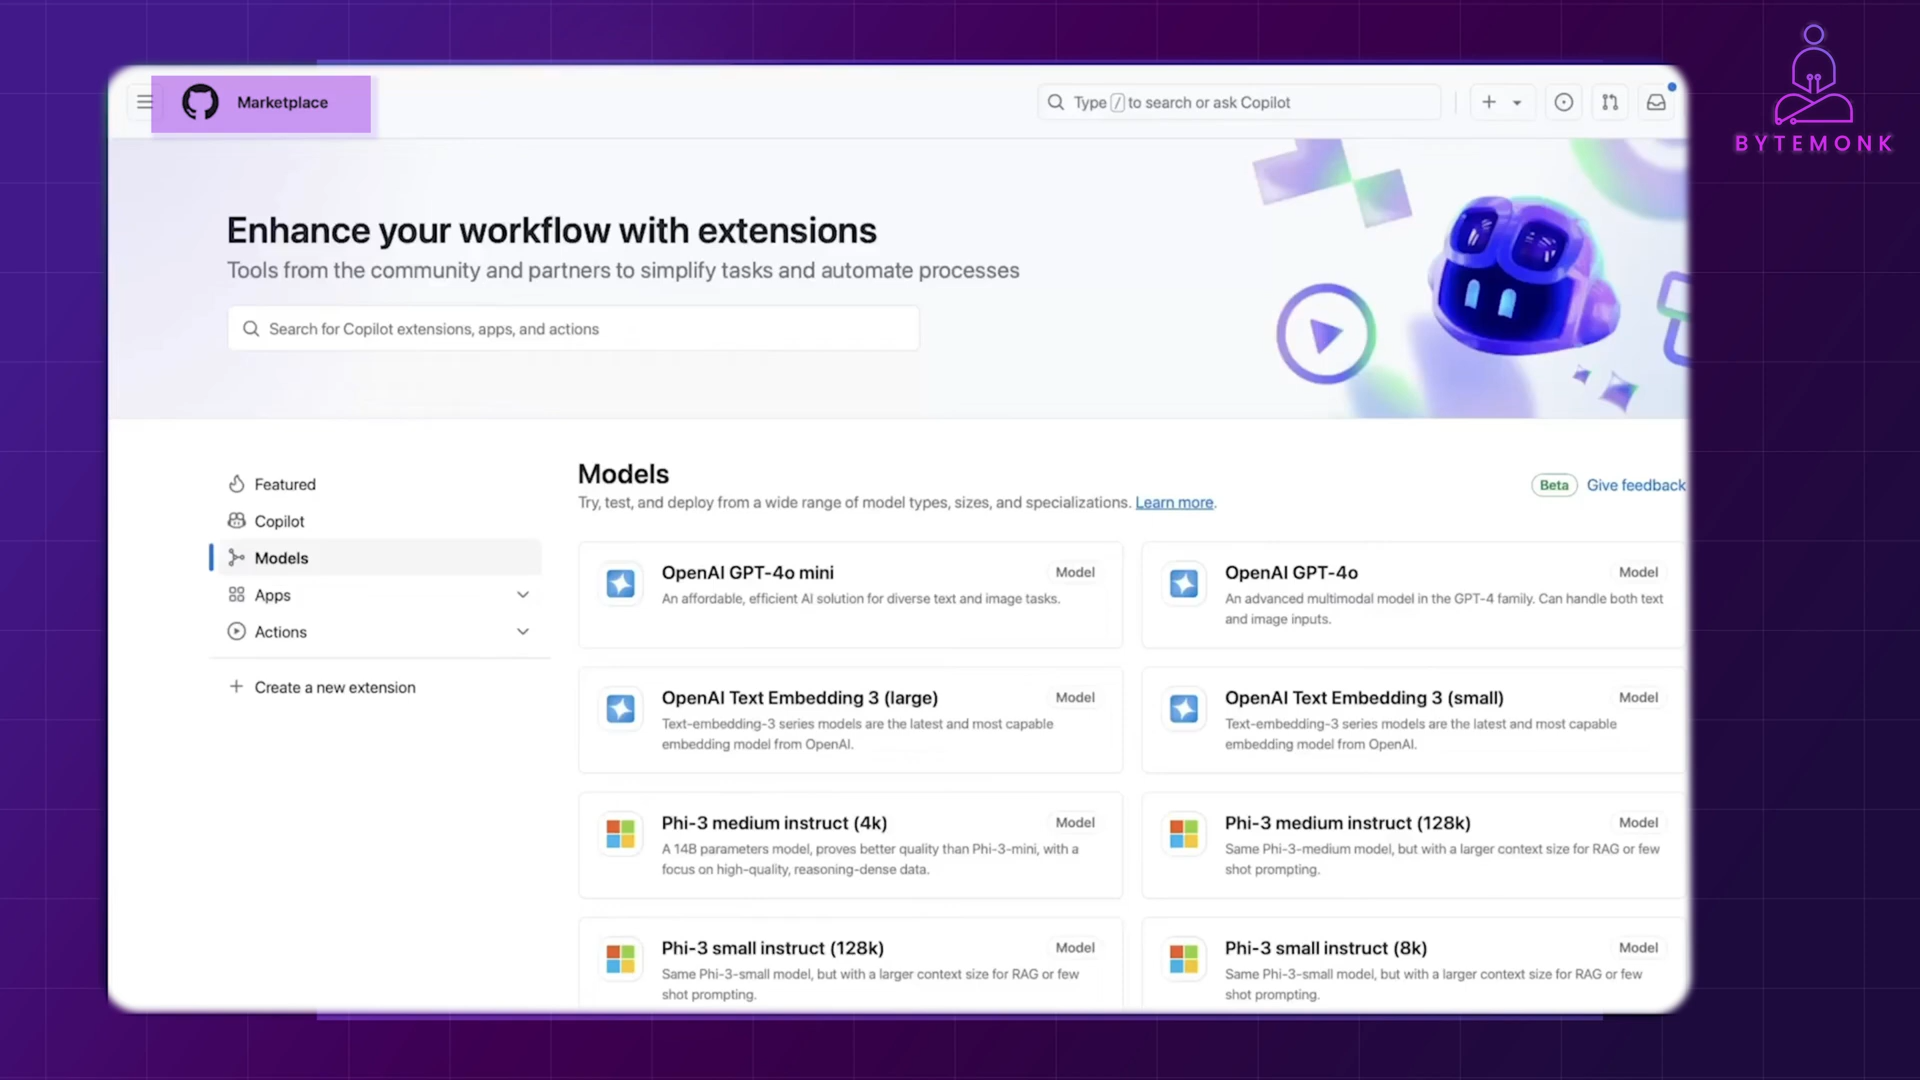 Marketplace
Type / to search or ask Copilot
BYTEMONK
Enhance your workflow with extensions
Tools from the community and partners to simplify tasks and automate processes
Search for Copilot extensions, apps, and actions
Featured
Copilot
Models
Apps
Actions
Create a new extension
Models
Try, test, and deploy from a wide range of model types, sizes, and specializations. Learn more.
Beta Give feedback
OpenAI GPT-4o mini Model
An affordable, efficient AI solution for diverse text and image tasks.
OpenAI GPT-4o Model
An advanced multimodal model in the GPT-4 family. Can handle both text
and image inputs.
OpenAI Text Embedding 3 (large) Model
Text-embedding-3 series models are the latest and most capable
embedding model from OpenAI.
OpenAI Text Embedding 3 (small) Model
Text-embedding-3 series models are the latest and most capable
embedding model from OpenAI.
Phi-3 medium instruct (4k) Model
A 14B parameters model, proves better quality than Phi-3-mini, with a
focus on high-quality, reasoning-dense data.
Phi-3 medium instruct (128k) Model
Same Phi-3-medium model, but with a larger context size for RAG or few
shot prompting.
Phi-3 small instruct (128k) Model
Same Phi-3-small model, but with a larger context size for RAG or few
shot prompting.
Phi-3 small instruct (8k) Model
Same Phi-3-small model, but with a larger context size for RAG or few
shot prompting.